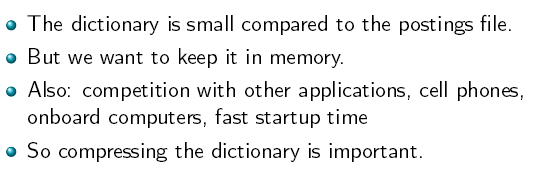 The dictionary is small compared to the postings file.
But we want to keep it in memory.
Also: competition with other applications, cell phones,
onboard computers, fast startup time
So compressing the dictionary is important.